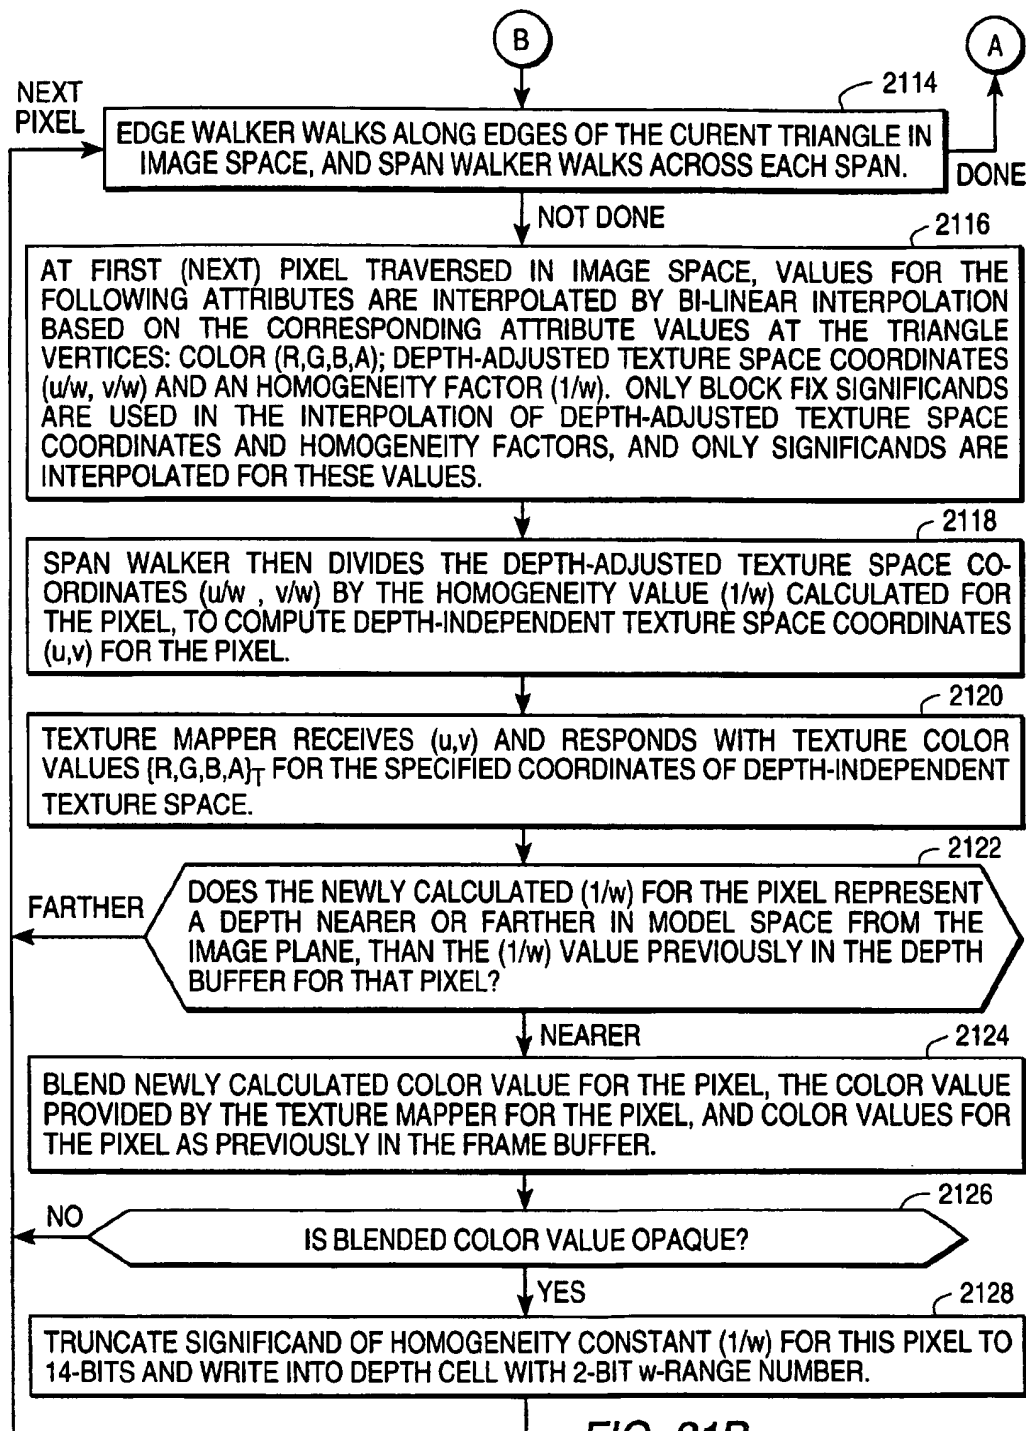 B
A
NEXT
PIXEL
2114
EDGE WALKER WALKS ALONG EDGES OF THE CURENT TRIANGLE IN
IMAGE SPACE, AND SPAN WALKER WALKS ACROSS EACH SPAN.
DONE
NOT DONE
2116
AT FIRST (NEXT) PIXEL TRAVERSED IN IMAGE SPACE, VALUES FOR THE
FOLLOWING ATTRIBUTES ARE INTERPOLATED BY BI-LINEAR INTERPOLATION
BASED ON THE CORRESPONDING ATTRIBUTE VALUES AT THE TRIANGLE
VERTICES: COLOR (R,G,B,A); DEPTH-ADJUSTED TEXTURE SPACE COORDINATES
(u/w, v/w) AND AN HOMOGENEITY FACTOR (1/w). ONLY BLOCK FIX SIGNIFICANDS
ARE USED IN THE INTERPOLATION OF DEPTH-ADJUSTED TEXTURE SPACE
COORDINATES AND HOMOGENEITY FACTORS, AND ONLY SIGNIFICANDS ARE
INTERPOLATED FOR THESE VALUES.
2118
SPAN WALKER THEN DIVIDES THE DEPTH-ADJUSTED TEXTURE SPACE CO-
ORDINATES (u/w , v/w) BY THE HOMOGENEITY VALUE (1/w) CALCULATED FOR
THE PIXEL, TO COMPUTE DEPTH-INDEPENDENT TEXTURE SPACE COORDINATES
(u,v) FOR THE PIXEL.
2120
TEXTURE MAPPER RECEIVES (u,v) AND RESPONDS WITH TEXTURE COLOR
VALUES {R,G,B,A}T FOR THE SPECIFIED COORDINATES OF DEPTH-INDEPENDENT
TEXTURE SPACE.
2122
FARTHER
DOES THE NEWLY CALCULATED (1/w) FOR THE PIXEL REPRESENT
A DEPTH NEARER OR FARTHER IN MODEL SPACE FROM THE
IMAGE PLANE, THAN THE (1/w) VALUE PREVIOUSLY IN THE DEPTH
BUFFER FOR THAT PIXEL?
NEARER
2124
BLEND NEWLY CALCULATED COLOR VALUE FOR THE PIXEL, THE COLOR VALUE
PROVIDED BY THE TEXTURE MAPPER FOR THE PIXEL, AND COLOR VALUES FOR
THE PIXEL AS PREVIOUSLY IN THE FRAME BUFFER.
2126
NO
IS BLENDED COLOR VALUE OPAQUE?
YES
2128
TRUNCATE SIGNIFICAND OF HOMOGENEITY CONSTANT (1/w) FOR THIS PIXEL TO
14-BITS AND WRITE INTO DEPTH CELL WITH 2-BIT w-RANGE NUMBER.